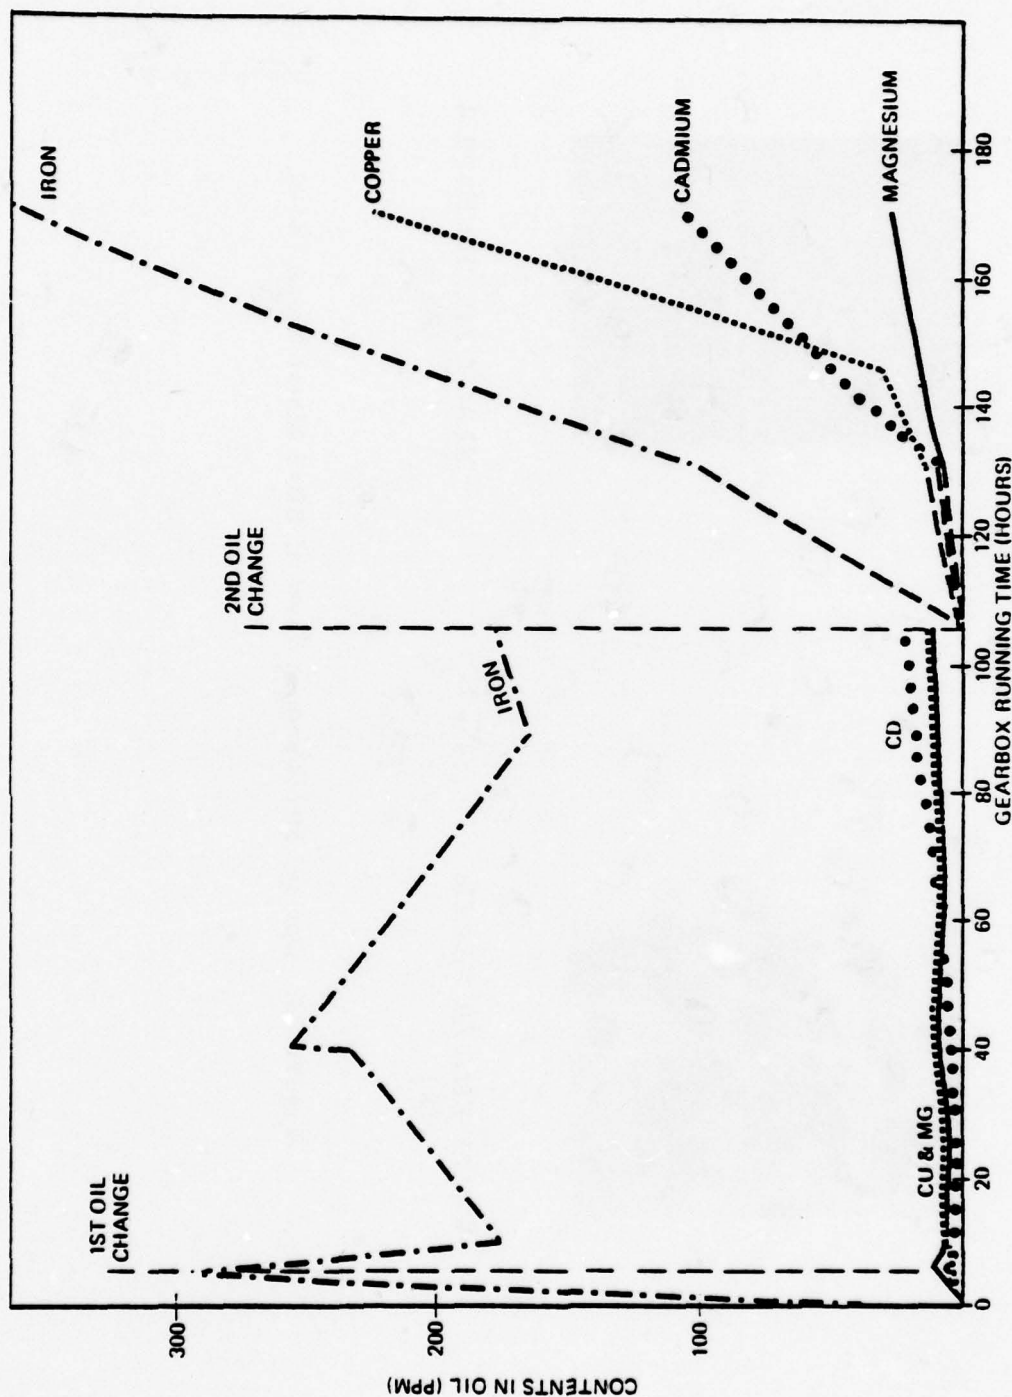 CONTENTS IN OIL (PPM)
300
200
100
1ST OIL
CHANGE
2ND OIL
CHANGE
IRON
IRON
COPPER
CADMIUM
MAGNESIUM
CU & MG
CD
0
20
40
60
80
100
120
140
160
180
GEARBOX RUNNING TIME (HOURS)